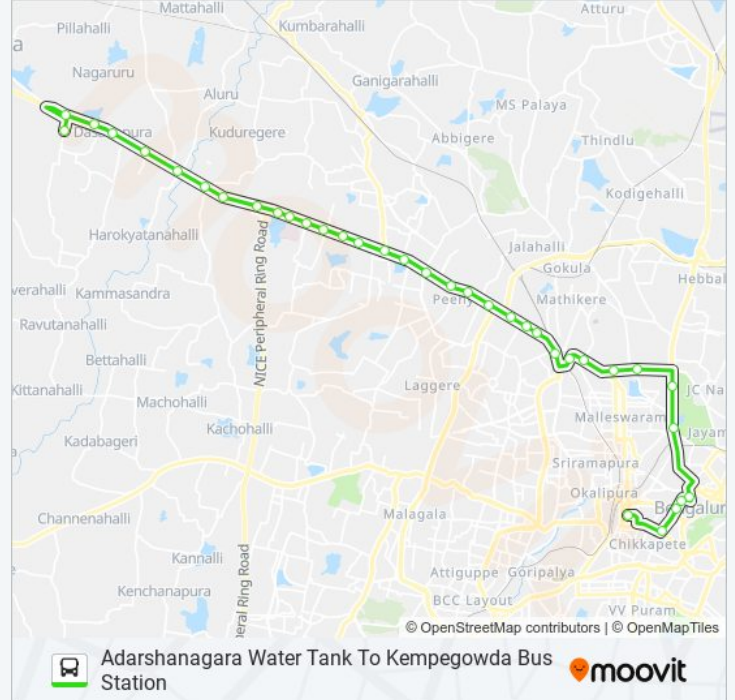 Mattahalli
Atturu
Pillahalli
Kumbarahalli
a
Nagaruru
Ganigarahalli
Aluru
MS Palaya
Kuduregere
Abbigere
Thindlu
Kodigehalli
Harokyatanahalli
Jalahalli
Gokula
Hebbal
verahalli
Kammasandra
Mathikere
NICE Peripheral Ring Road
Ravutanahalli
Bettahalli
Laggere
JC Na
Kittanahalli
Machohalli
Malleswaram
Kachohalli
Jayam
Kadabageri
Sriramapura
Okalipura
Malagala
Channenahalli
Chikkapete
Kannalli
Attiguppe
Goripalya
Kenchanapura
BCC Layout
VV Puram
eral Ring Road
© OpenStreetMap contributors | © OpenMapTiles
Adarshanagara Water Tank To Kempegowda Bus
Station
moovit